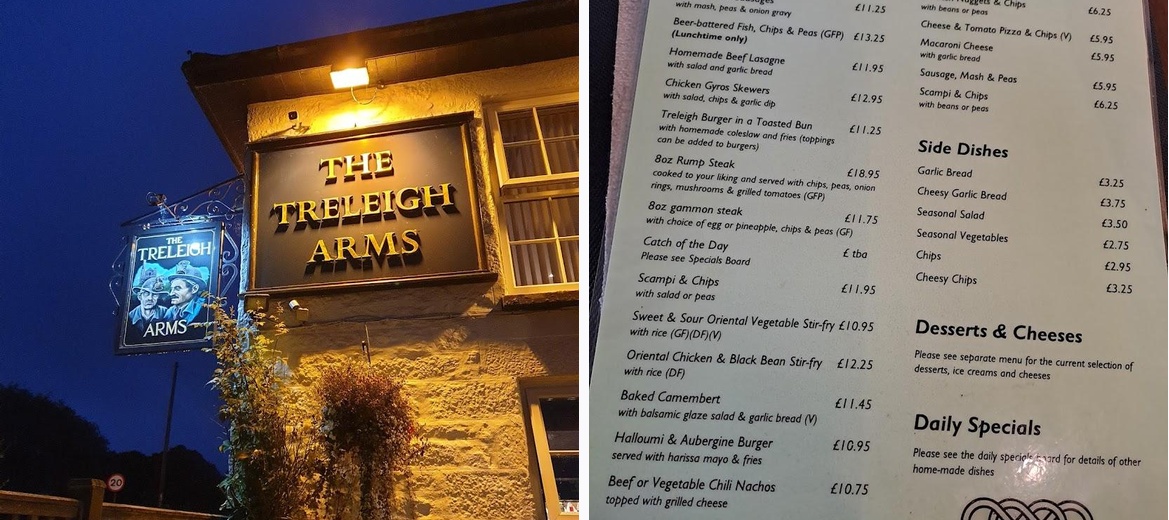 THE
TRELEIGH
ARMS
THE
TRELEIGH
ARMS
20
with mash, peas & onion gravy £11.25
Beer-battered Fish, Chips & Peas (GFP) £13.25
(Lunchtime only)
Homemade Beef Lasagne £11.95
with salad and garlic bread
Chicken Gyros Skewers £12.95
with salad, chips & garlic dip
Treleigh Burger in a Toasted Bun £11.25
with homemade coleslaw and fries (toppings
can be added to burgers)
8oz Rump Steak £18.95
cooked to your liking and served with chips, peas, onion
rings, mushrooms & grilled tomatoes (GFP)
8oz gammon steak £11.75
with choice of egg or pineapple, chips & peas (GF)
Catch of the Day £ tba
Please see Specials Board
Scampi & Chips £11.95
with salad or peas
Sweet & Sour Oriental Vegetable Stir-fry £10.95
with rice (GF)(DF)(V)
Oriental Chicken & Black Bean Stir-fry £12.25
with rice (DF)
Baked Camembert £11.45
with balsamic glaze salad & garlic bread (V)
Halloumi & Aubergine Burger £10.95
served with harissa mayo & fries
Beef or Vegetable Chili Nachos £10.75
topped with grilled cheese
Nuggets & Chips £6.25
with beans or peas
Cheese & Tomato Pizza & Chips (V) £5.95
Macaroni Cheese £5.95
with garlic bread
Sausage, Mash & Peas £5.95
Scampi & Chips £6.25
with beans or peas
Side Dishes
Garlic Bread £3.25
Cheesy Garlic Bread £3.75
Seasonal Salad £3.50
Seasonal Vegetables £2.75
Chips £2.95
Cheesy Chips £3.25
Desserts & Cheeses
Please see separate menu for the current selection of
desserts, ice creams and cheeses
Daily Specials
Please see the daily specials board for details of other
home-made dishes